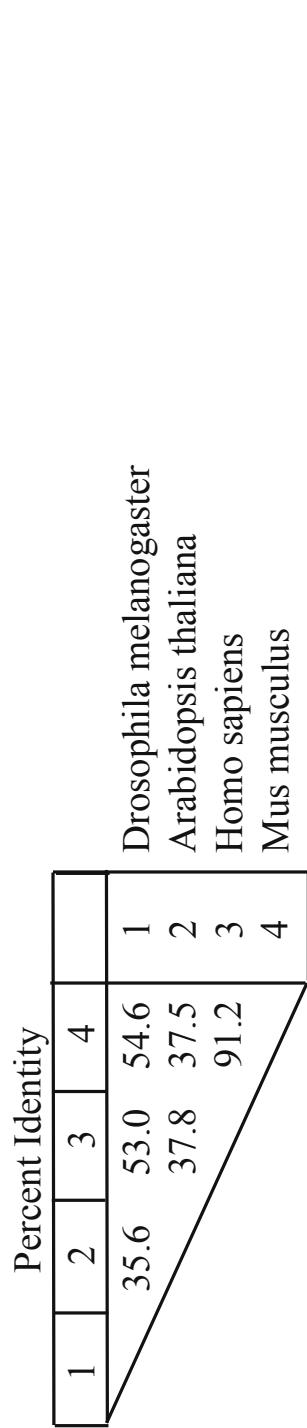 Percent Identity
1 2 3 4
35.6 53.0 54.6 1 Drosophila melanogaster
37.8 37.5 2 Arabidopsis thaliana
91.2 3 Homo sapiens
4 Mus musculus